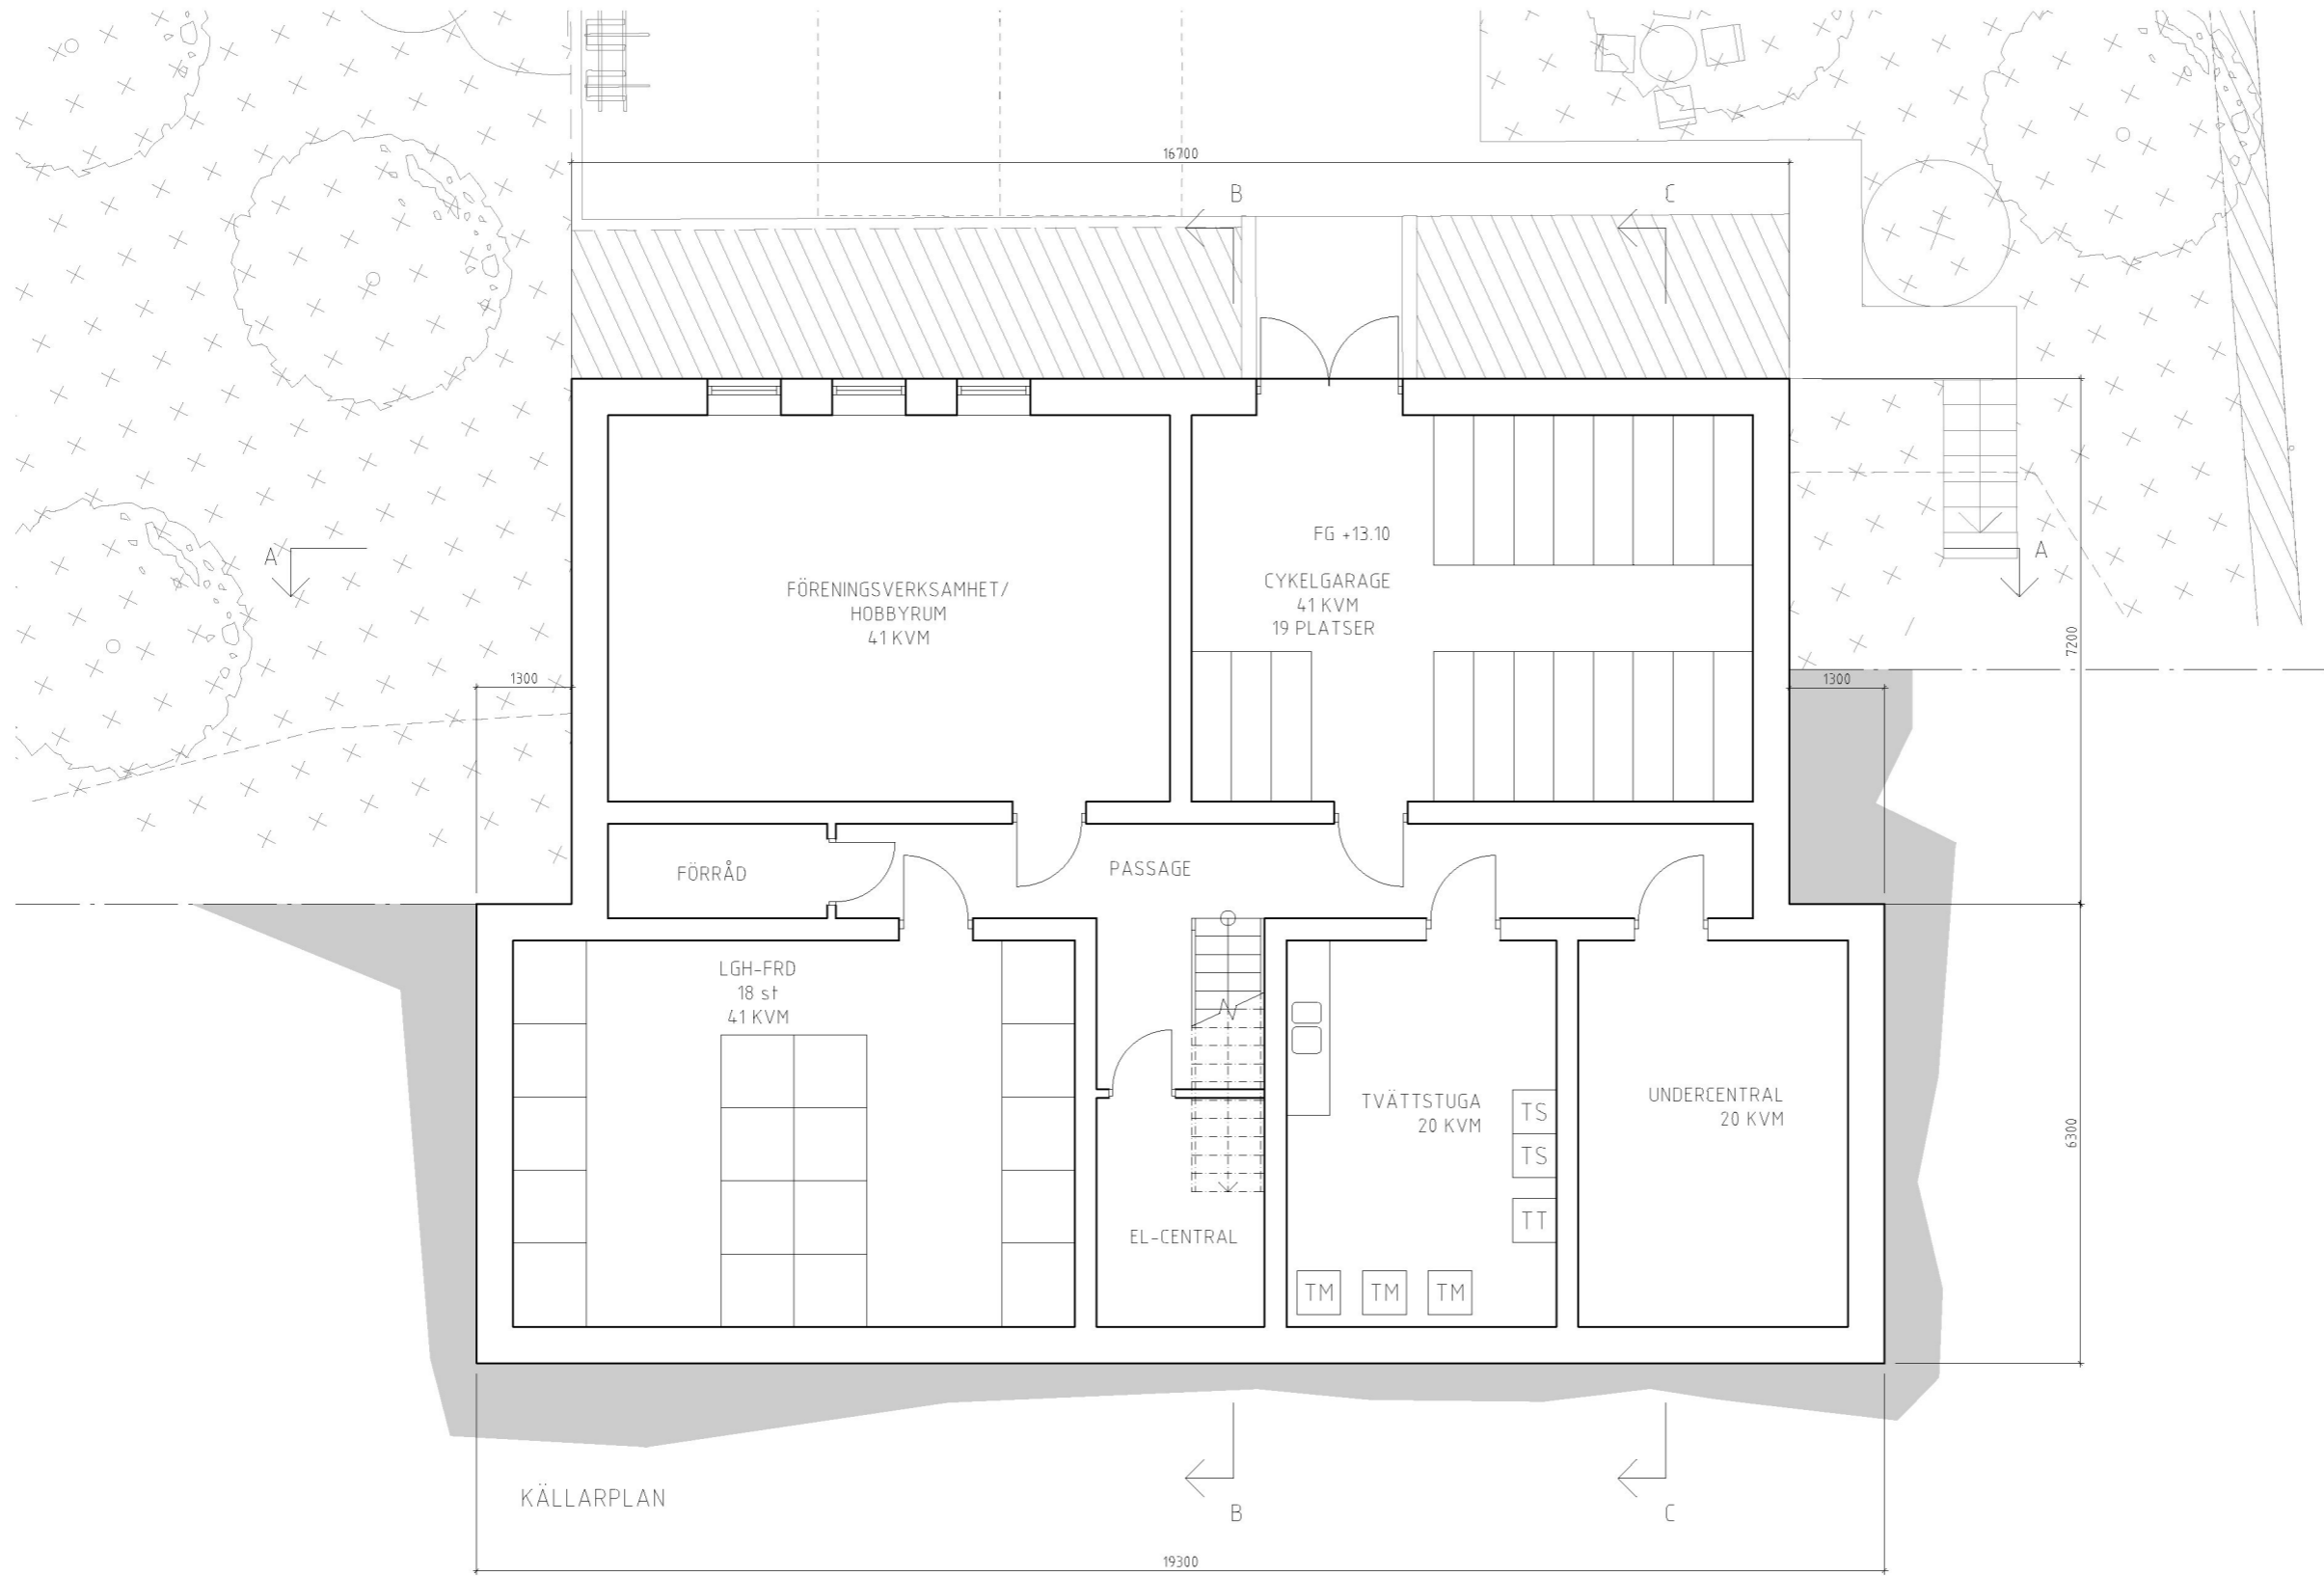 16700
B
C
FG +13.10
CYKELGARAGE
41 KVM
19 PLATSER
FÖRENINGSVERKSAMHET/
HOBBYRUM
41 KVM
A
A
7200
1300
1300
PASSAGE
FÖRRÅD
LGH-FRD
18 st
41 KVM
TVÄTTSTUGA
20 KVM
TS
TS
TT
UNDERCENTRAL
20 KVM
6300
EL-CENTRAL
TM
TM
TM
KÄLLARPLAN
B
C
19300